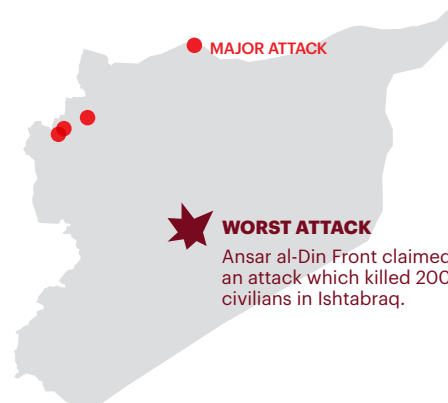 MAJOR ATTACK
WORST ATTACK
Ansar al-Din Front claimed
an attack which killed 200
civilians in Ishtabraq.